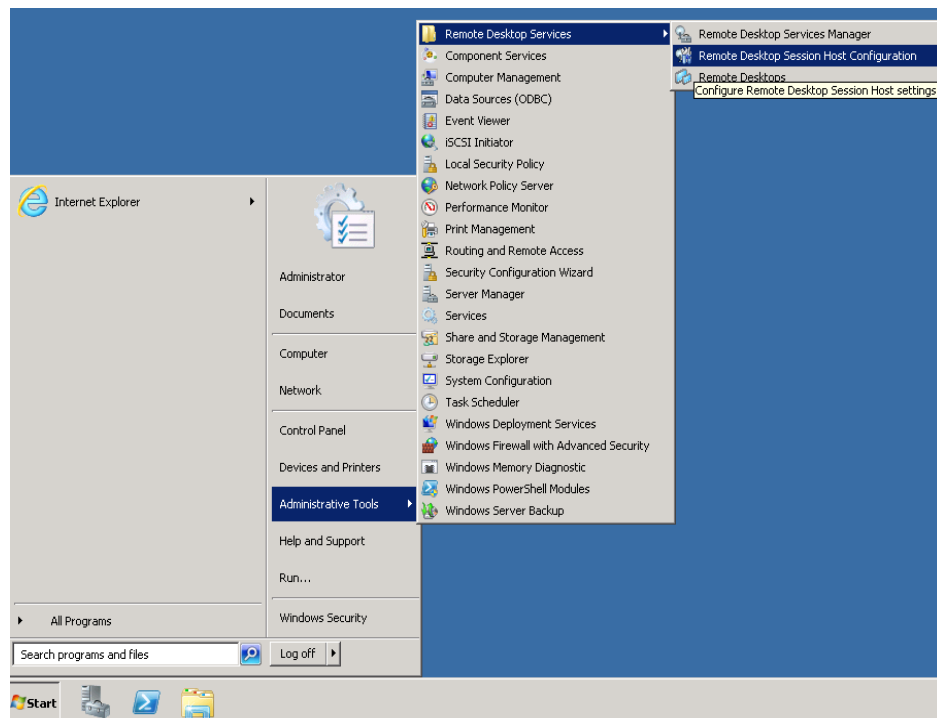 Remote Desktop Services
Component Services
Computer Management
Data Sources (ODBC)
Event Viewer
iSCSI Initiator
Local Security Policy
Network Policy Server
Performance Monitor
Print Management
Routing and Remote Access
Security Configuration Wizard
Server Manager
Services
Share and Storage Management
Storage Explorer
System Configuration
Task Scheduler
Windows Deployment Services
Windows Firewall with Advanced Security
Windows Memory Diagnostic
Windows PowerShell Modules
Windows Server Backup
Remote Desktop Services Manager
Remote Desktop Session Host Configuration
Remote Desktops
Configure Remote Desktop Session Host settings
Internet Explorer
Administrator
Documents
Computer
Network
Control Panel
Devices and Printers
Administrative Tools
Help and Support
Run...
Windows Security
All Programs
Search programs and files
Log off
Start